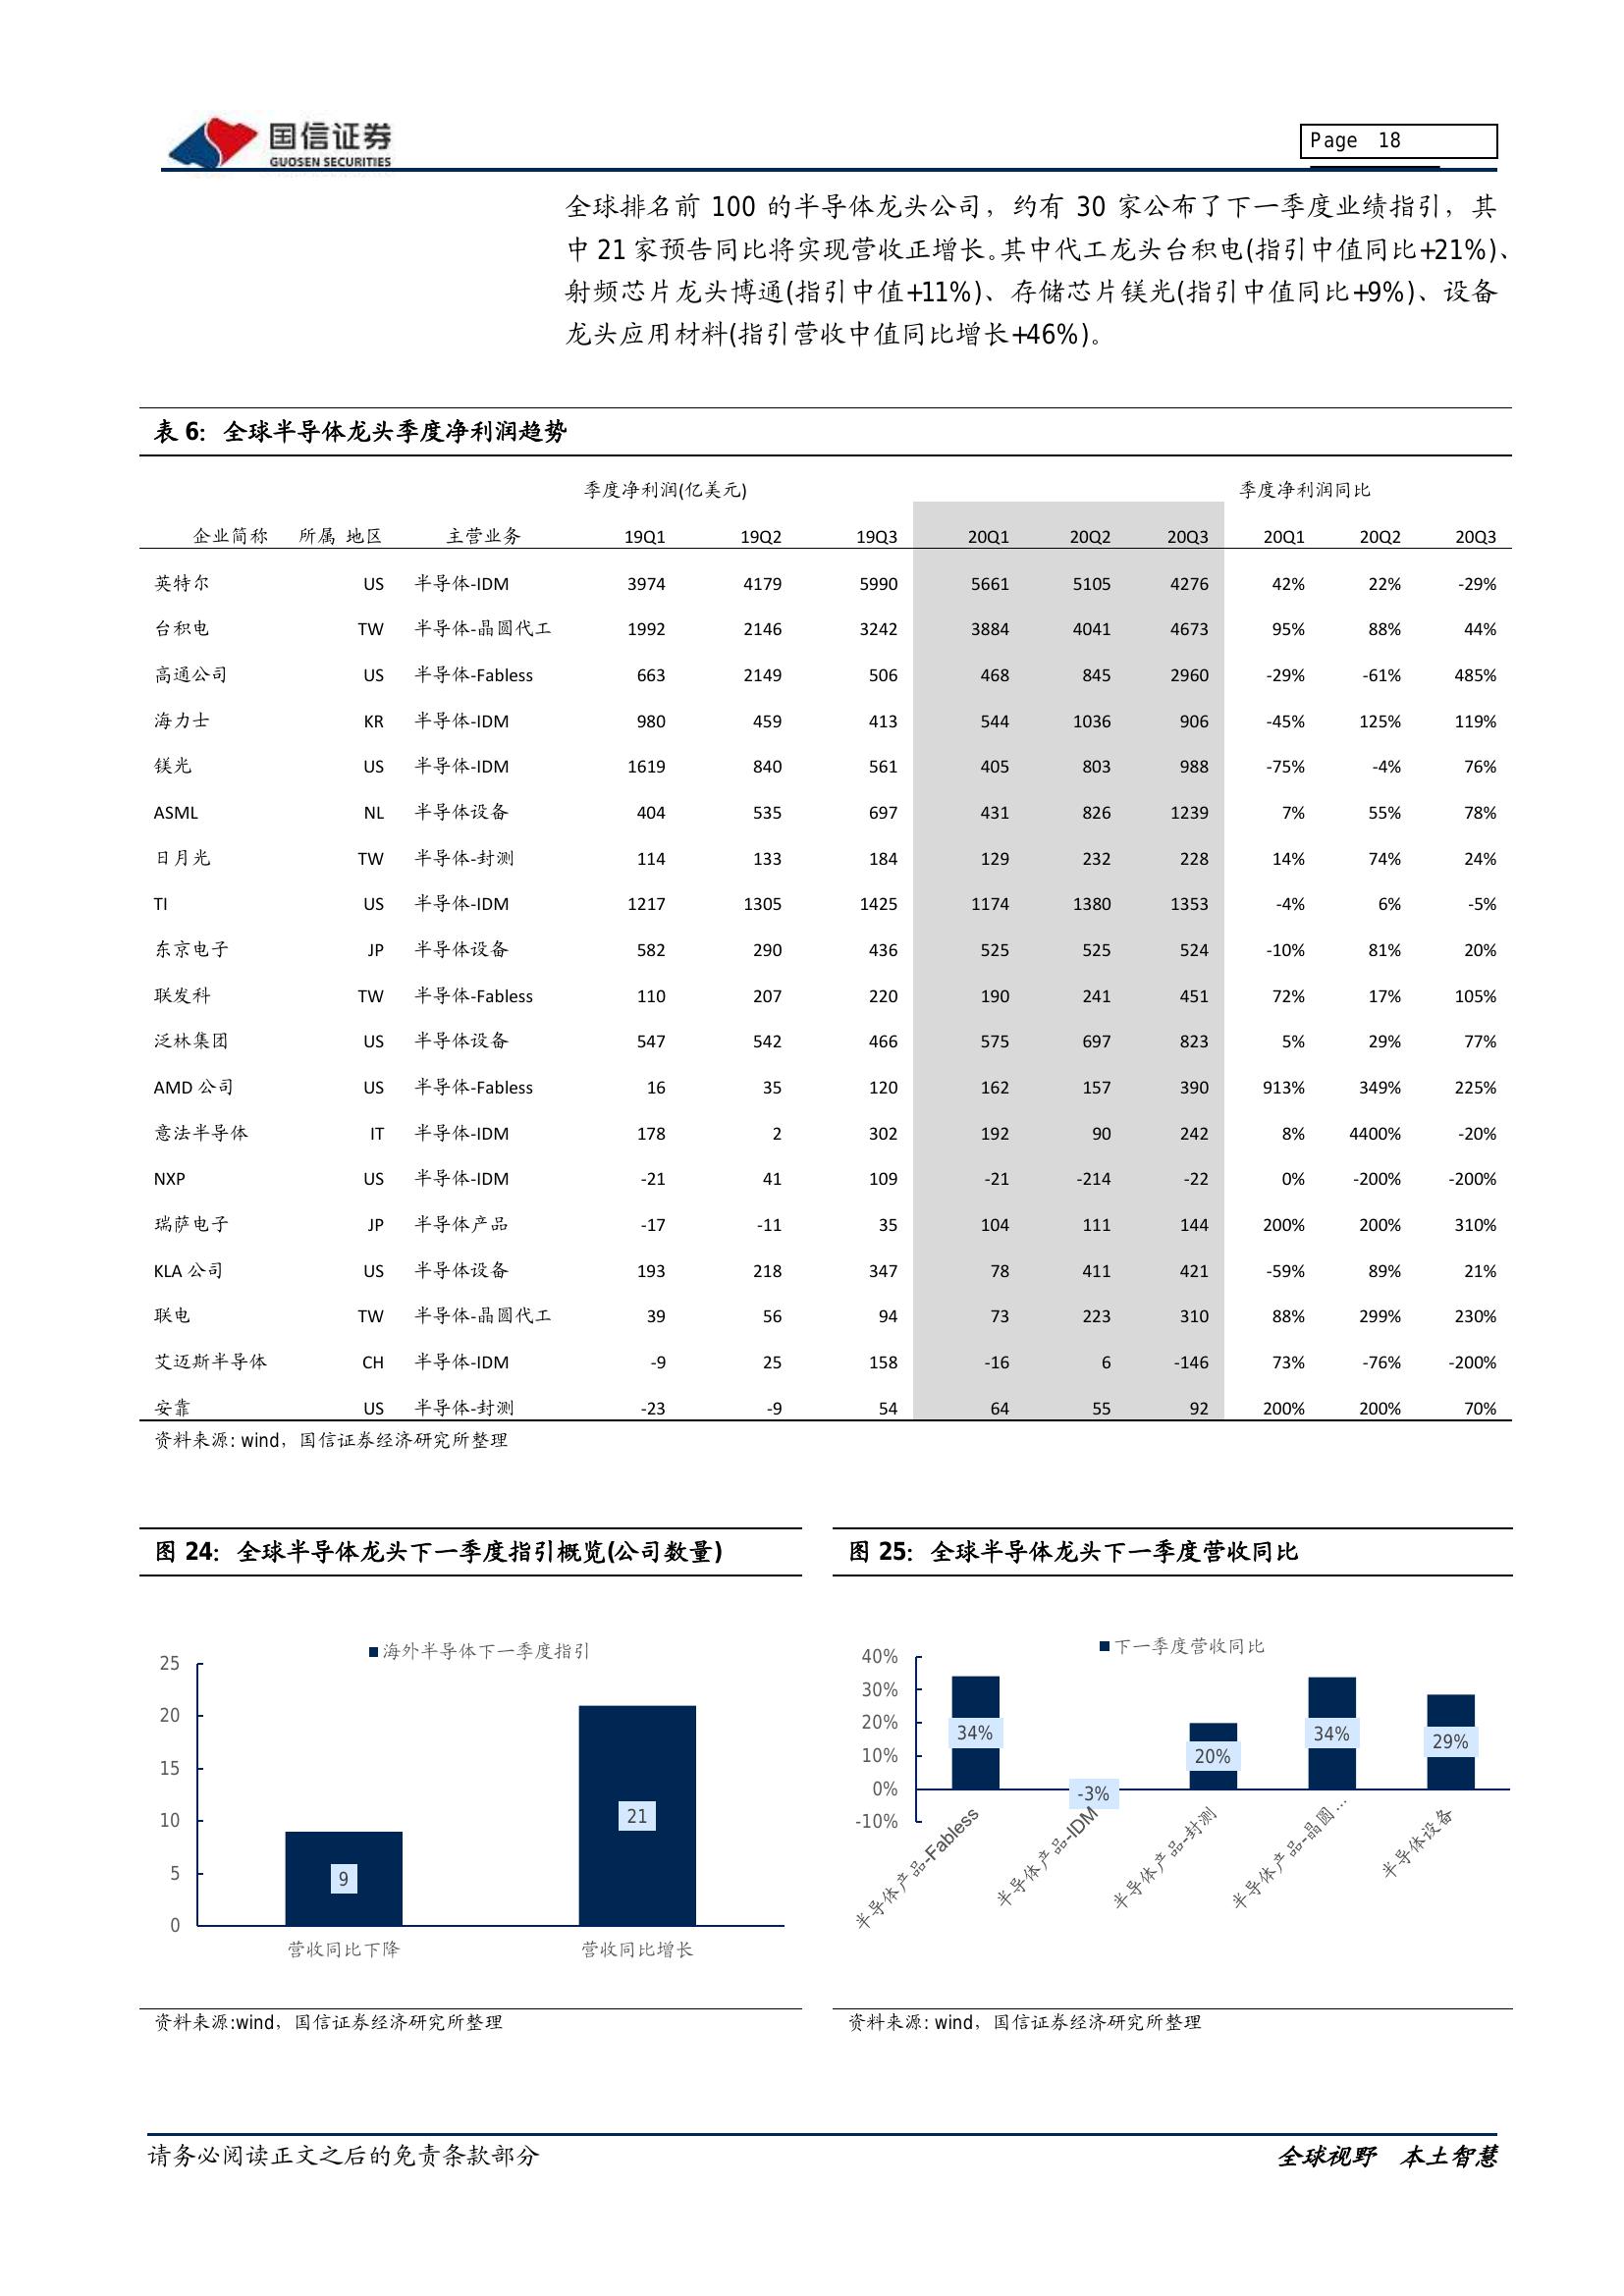 国信证券
GUOSEN SECURITIES
Page 18
全球排名前 100 的半导体龙头公司，约有 30 家公布了下一季度业绩指引，其
中 21 家预告同比将实现营收正增长。其中代工龙头台积电(指引中值同比+21%)、
射频芯片龙头博通(指引中值+11%)、存储芯片镁光(指引中值同比+9%)、设备
龙头应用材料(指引营收中值同比增长+46%)。
表 6：全球半导体龙头季度净利润趋势
季度净利润(亿美元) 季度净利润同比
企业简称 所属 地区 主营业务 19Q1 19Q2 19Q3 20Q1 20Q2 20Q3 20Q1 20Q2 20Q3
英特尔 US 半导体-IDM 3974 4179 5990 5661 5105 4276 42% 22% -29%
台积电 TW 半导体-晶圆代工 1992 2146 3242 3884 4041 4673 95% 88% 44%
高通公司 US 半导体-Fabless 663 2149 506 468 845 2960 -29% -61% 485%
海力士 KR 半导体-IDM 980 459 413 544 1036 906 -45% 125% 119%
镁光 US 半导体-IDM 1619 840 561 405 803 988 -75% -4% 76%
ASML NL 半导体设备 404 535 697 431 826 1239 7% 55% 78%
日月光 TW 半导体-封测 114 133 184 129 232 228 14% 74% 24%
TI US 半导体-IDM 1217 1305 1425 1174 1380 1353 -4% 6% -5%
东京电子 JP 半导体设备 582 290 436 525 525 524 -10% 81% 20%
联发科 TW 半导体-Fabless 110 207 220 190 241 451 72% 17% 105%
泛林集团 US 半导体设备 547 542 466 575 697 823 5% 29% 77%
AMD 公司 US 半导体-Fabless 16 35 120 162 157 390 913% 349% 225%
意法半导体 IT 半导体-IDM 178 2 302 192 90 242 8% 4400% -20%
NXP US 半导体-IDM -21 41 109 -21 -214 -22 0% -200% -200%
瑞萨电子 JP 半导体产品 -17 -11 35 104 111 144 200% 200% 310%
KLA 公司 US 半导体设备 193 218 347 78 411 421 -59% 89% 21%
联电 TW 半导体-晶圆代工 39 56 94 73 223 310 88% 299% 230%
艾迈斯半导体 CH 半导体-IDM -9 25 158 -16 6 -146 73% -76% -200%
安靠 US 半导体-封测 -23 -9 54 64 55 92 200% 200% 70%
资料来源: wind，国信证券经济研究所整理
图 24：全球半导体龙头下一季度指引概览(公司数量)
海外半导体下一季度指引
25
20
15
10
5
0
9
21
营收同比下降 营收同比增长
资料来源:wind，国信证券经济研究所整理
图 25：全球半导体龙头下一季度营收同比
下一季度营收同比
40%
30%
20%
10%
0%
-10%
34%
-3%
20%
34%
29%
半导体产品-Fabless
半导体产品-IDM
半导体产品-封测
半导体产品-晶圆…
半导体设备
资料来源: wind，国信证券经济研究所整理
请务必阅读正文之后的免责条款部分
全球视野 本土智慧